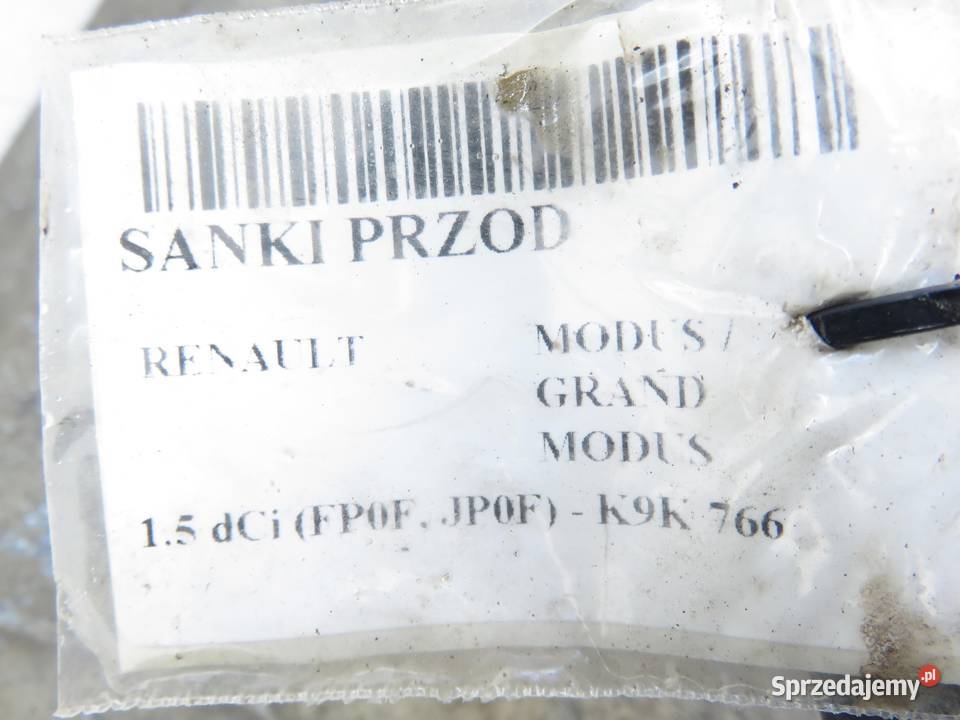 SANKI PRZOD
RENAULT MODUS /
GRAND
MODUS
1.5 dCi (FP0F, JP0F) - K9K 766
Sprzedajemy.pl